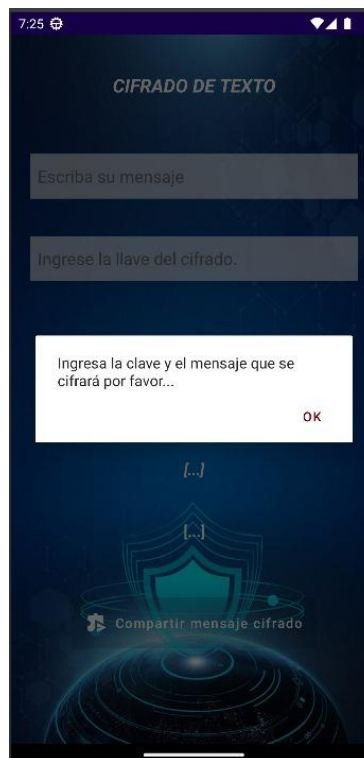 7:25
CIFRADO DE TEXTO
Escriba su mensaje
Ingrese la llave del cifrado.
Ingresa la clave y el mensaje que se
cifrará por favor...
OK
[...]
[...]
Compartir mensaje cifrado